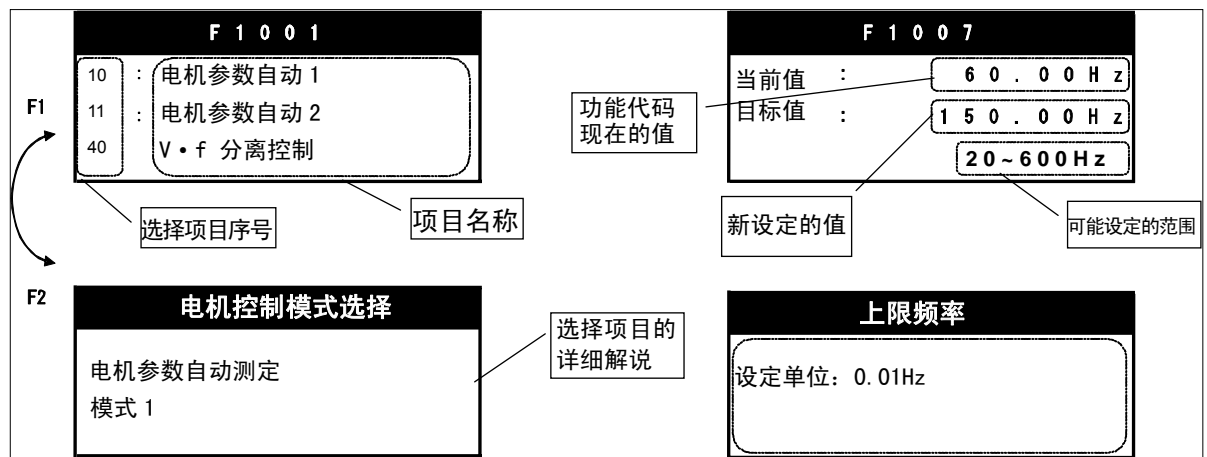 F1001
10 : 电机参数自动1
11 : 电机参数自动2
40 V·f 分离控制
选择项目序号
项目名称
F1
F2
电机控制模式选择
电机参数自动测定
模式1
选择项目的
详细解说
F1007
当前值 : 60.00Hz
目标值 : 150.00Hz
20~600Hz
功能代码
现在的值
新设定的值
可能设定的范围
上限频率
设定单位：0.01Hz